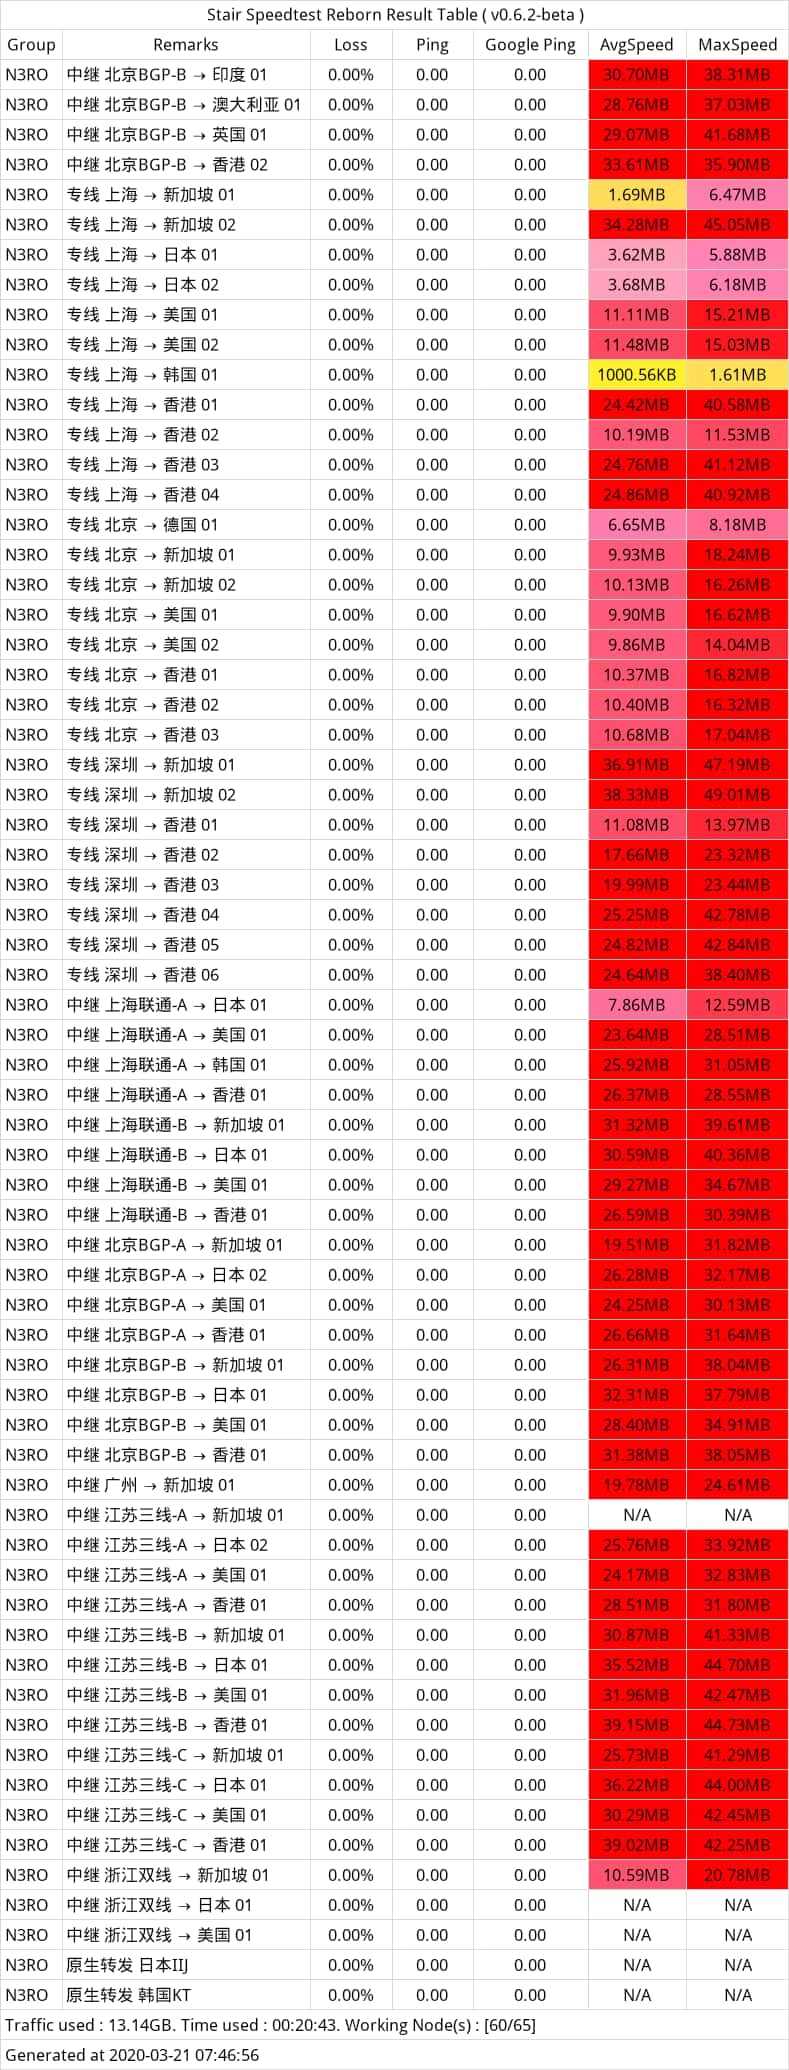 Stair Speedtest Reborn Result Table ( v0.6.2-beta )
Group Remarks Loss Ping Google Ping AvgSpeed MaxSpeed
N3RO 中继 北京BGP-B → 印度 01 0.00% 0.00 0.00 30.70MB 38.31MB
N3RO 中继 北京BGP-B → 澳大利亚 01 0.00% 0.00 0.00 28.76MB 37.03MB
N3RO 中继 北京BGP-B → 英国 01 0.00% 0.00 0.00 29.07MB 41.68MB
N3RO 中继 北京BGP-B → 香港 02 0.00% 0.00 0.00 33.61MB 35.90MB
N3RO 专线 上海 → 新加坡 01 0.00% 0.00 0.00 1.69MB 6.47MB
N3RO 专线 上海 → 新加坡 02 0.00% 0.00 0.00 34.28MB 45.05MB
N3RO 专线 上海 → 日本 01 0.00% 0.00 0.00 3.62MB 5.88MB
N3RO 专线 上海 → 日本 02 0.00% 0.00 0.00 3.68MB 6.18MB
N3RO 专线 上海 → 美国 01 0.00% 0.00 0.00 11.11MB 15.21MB
N3RO 专线 上海 → 美国 02 0.00% 0.00 0.00 11.48MB 15.03MB
N3RO 专线 上海 → 韩国 01 0.00% 0.00 0.00 1000.56KB 1.61MB
N3RO 专线 上海 → 香港 01 0.00% 0.00 0.00 24.42MB 40.58MB
N3RO 专线 上海 → 香港 02 0.00% 0.00 0.00 10.19MB 11.53MB
N3RO 专线 上海 → 香港 03 0.00% 0.00 0.00 24.76MB 41.12MB
N3RO 专线 上海 → 香港 04 0.00% 0.00 0.00 24.86MB 40.92MB
N3RO 专线 北京 → 德国 01 0.00% 0.00 0.00 6.65MB 8.18MB
N3RO 专线 北京 → 新加坡 01 0.00% 0.00 0.00 9.93MB 18.24MB
N3RO 专线 北京 → 新加坡 02 0.00% 0.00 0.00 10.13MB 16.26MB
N3RO 专线 北京 → 美国 01 0.00% 0.00 0.00 9.90MB 16.62MB
N3RO 专线 北京 → 美国 02 0.00% 0.00 0.00 9.86MB 14.04MB
N3RO 专线 北京 → 香港 01 0.00% 0.00 0.00 10.37MB 16.82MB
N3RO 专线 北京 → 香港 02 0.00% 0.00 0.00 10.40MB 16.32MB
N3RO 专线 北京 → 香港 03 0.00% 0.00 0.00 10.68MB 17.04MB
N3RO 专线 深圳 → 新加坡 01 0.00% 0.00 0.00 36.91MB 47.19MB
N3RO 专线 深圳 → 新加坡 02 0.00% 0.00 0.00 38.33MB 49.01MB
N3RO 专线 深圳 → 香港 01 0.00% 0.00 0.00 11.08MB 13.97MB
N3RO 专线 深圳 → 香港 02 0.00% 0.00 0.00 17.66MB 23.32MB
N3RO 专线 深圳 → 香港 03 0.00% 0.00 0.00 19.99MB 23.44MB
N3RO 专线 深圳 → 香港 04 0.00% 0.00 0.00 25.25MB 42.78MB
N3RO 专线 深圳 → 香港 05 0.00% 0.00 0.00 24.82MB 42.84MB
N3RO 专线 深圳 → 香港 06 0.00% 0.00 0.00 24.64MB 38.40MB
N3RO 中继 上海联通-A → 日本 01 0.00% 0.00 0.00 7.86MB 12.59MB
N3RO 中继 上海联通-A → 美国 01 0.00% 0.00 0.00 23.64MB 28.51MB
N3RO 中继 上海联通-A → 韩国 01 0.00% 0.00 0.00 25.92MB 31.05MB
N3RO 中继 上海联通-A → 香港 01 0.00% 0.00 0.00 26.37MB 28.55MB
N3RO 中继 上海联通-B → 新加坡 01 0.00% 0.00 0.00 31.32MB 39.61MB
N3RO 中继 上海联通-B → 日本 01 0.00% 0.00 0.00 30.59MB 40.36MB
N3RO 中继 上海联通-B → 美国 01 0.00% 0.00 0.00 29.27MB 34.67MB
N3RO 中继 上海联通-B → 香港 01 0.00% 0.00 0.00 26.59MB 30.39MB
N3RO 中继 北京BGP-A → 新加坡 01 0.00% 0.00 0.00 19.51MB 31.82MB
N3RO 中继 北京BGP-A → 日本 02 0.00% 0.00 0.00 26.28MB 32.17MB
N3RO 中继 北京BGP-A → 美国 01 0.00% 0.00 0.00 24.25MB 30.13MB
N3RO 中继 北京BGP-A → 香港 01 0.00% 0.00 0.00 26.66MB 31.64MB
N3RO 中继 北京BGP-B → 新加坡 01 0.00% 0.00 0.00 26.31MB 38.04MB
N3RO 中继 北京BGP-B → 日本 01 0.00% 0.00 0.00 32.31MB 37.79MB
N3RO 中继 北京BGP-B → 美国 01 0.00% 0.00 0.00 28.40MB 34.91MB
N3RO 中继 北京BGP-B → 香港 01 0.00% 0.00 0.00 31.38MB 38.05MB
N3RO 中继 广州 → 新加坡 01 0.00% 0.00 0.00 19.78MB 24.61MB
N3RO 中继 江苏三线-A → 新加坡 01 0.00% 0.00 0.00 N/A N/A
N3RO 中继 江苏三线-A → 日本 02 0.00% 0.00 0.00 25.76MB 33.92MB
N3RO 中继 江苏三线-A → 美国 01 0.00% 0.00 0.00 24.17MB 32.83MB
N3RO 中继 江苏三线-A → 香港 01 0.00% 0.00 0.00 28.51MB 31.80MB
N3RO 中继 江苏三线-B → 新加坡 01 0.00% 0.00 0.00 30.87MB 41.33MB
N3RO 中继 江苏三线-B → 日本 01 0.00% 0.00 0.00 35.52MB 44.70MB
N3RO 中继 江苏三线-B → 美国 01 0.00% 0.00 0.00 31.96MB 42.47MB
N3RO 中继 江苏三线-B → 香港 01 0.00% 0.00 0.00 39.15MB 44.73MB
N3RO 中继 江苏三线-C → 新加坡 01 0.00% 0.00 0.00 25.73MB 41.29MB
N3RO 中继 江苏三线-C → 日本 01 0.00% 0.00 0.00 36.22MB 44.00MB
N3RO 中继 江苏三线-C → 美国 01 0.00% 0.00 0.00 30.29MB 42.45MB
N3RO 中继 江苏三线-C → 香港 01 0.00% 0.00 0.00 39.02MB 42.25MB
N3RO 中继 浙江双线 → 新加坡 01 0.00% 0.00 0.00 10.59MB 20.78MB
N3RO 中继 浙江双线 → 日本 01 0.00% 0.00 0.00 N/A N/A
N3RO 中继 浙江双线 → 美国 01 0.00% 0.00 0.00 N/A N/A
N3RO 原生转发 日本IIJ 0.00% 0.00 0.00 N/A N/A
N3RO 原生转发 韩国KT 0.00% 0.00 0.00 N/A N/A
Traffic used : 13.14GB. Time used : 00:20:43. Working Node(s) : [60/65]
Generated at 2020-03-21 07:46:56